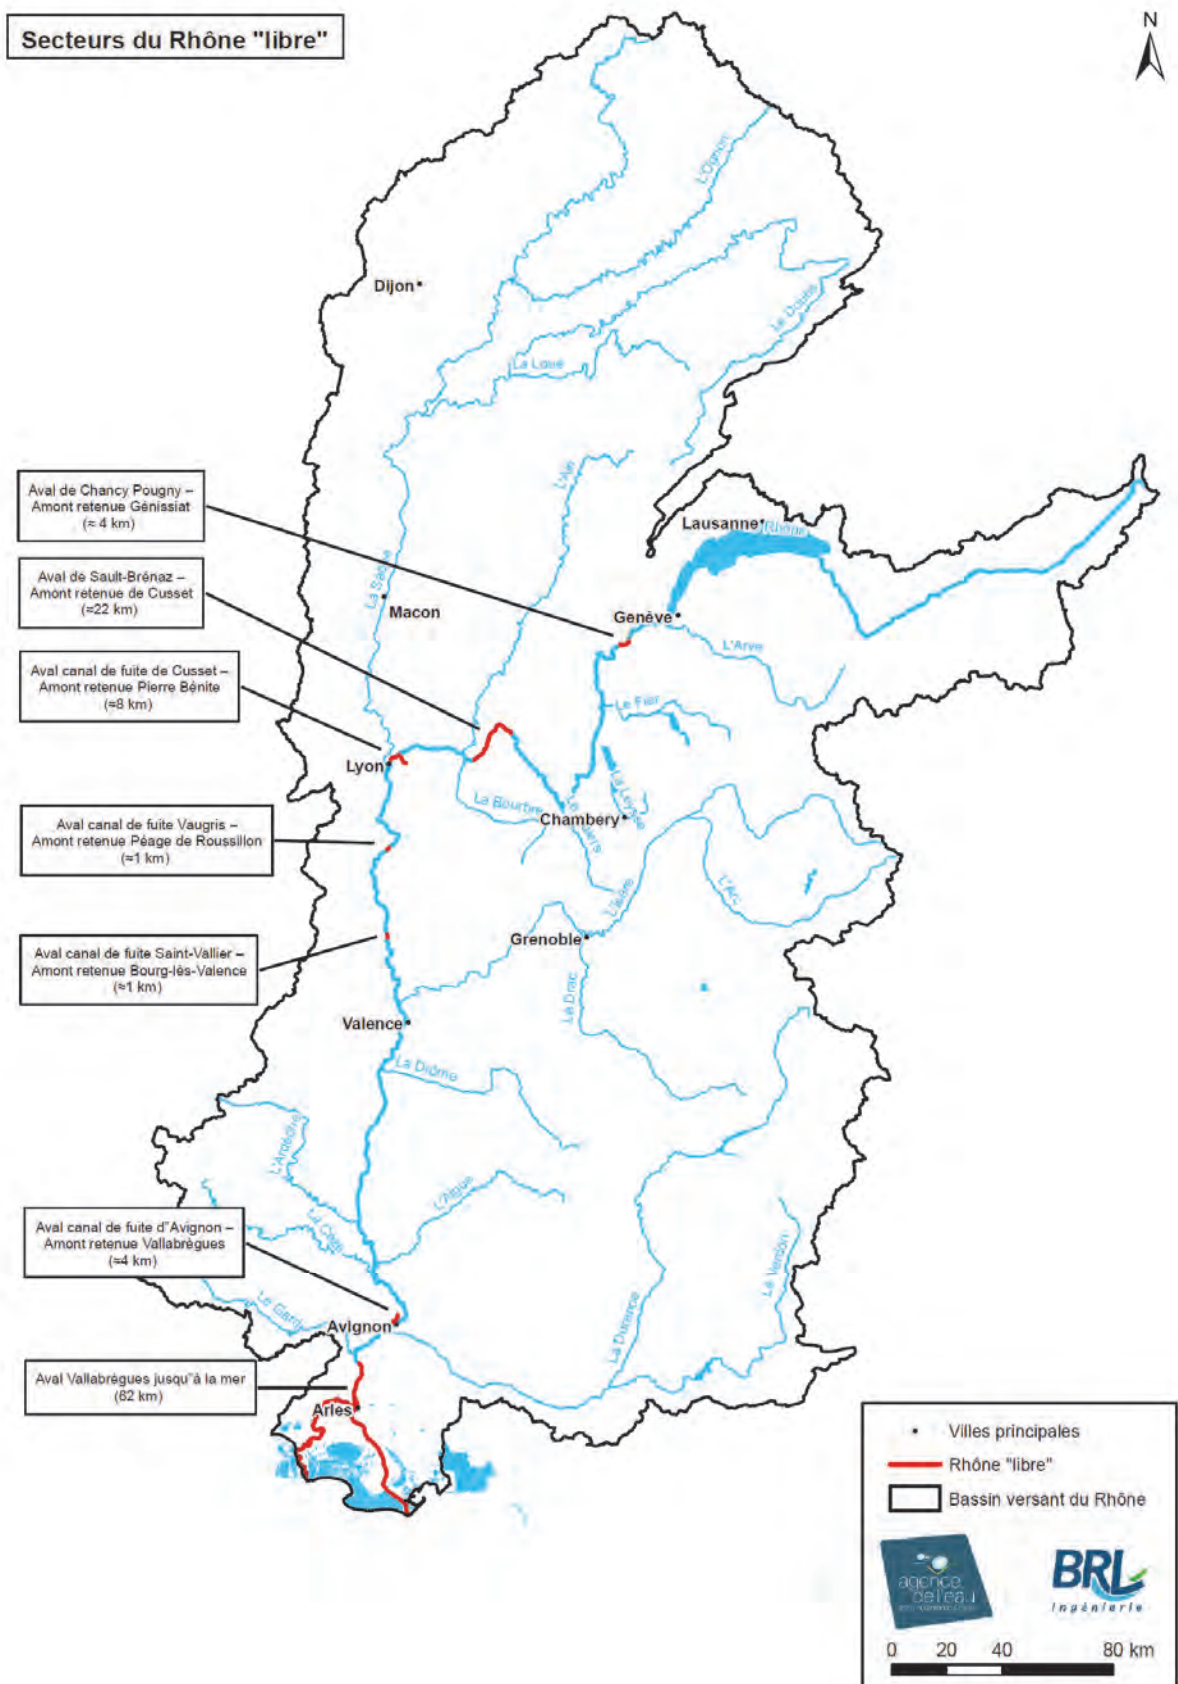 Secteurs du Rhône "libre"
N
L'Ognon
Dijon
Le Doubs
La Loue
L'Ain
Aval de Chancy Pougny –
Amont retenue Génissiat
(≈ 4 km)
Lausanne
Rhône
Aval de Sault-Brénaz –
Amont retenue de Cusset
(≈22 km)
La Saône
Macon
Genève
L'Arve
Aval canal de fuite de Cusset –
Amont retenue Pierre Bénite
(≈8 km)
Le Fier
Lyon
La Bourbre
Le Guiers
La Leysse
Chambery
Aval canal de fuite Vaugris –
Amont retenue Péage de Roussillon
(≈1 km)
L'Isère
L'Arc
Grenoble
Aval canal de fuite Saint-Vallier –
Amont retenue Bourg-lès-Valence
(≈1 km)
Le Drac
Valence
La Drôme
L'Ardèche
L'Aigue
Aval canal de fuite d"Avignon –
Amont retenue Vallabrègues
(≈4 km)
La Cèze
Le Verdon
Le Gard
Avignon
La Durance
Aval Vallabrègues jusqu"à la mer
(62 km)
Arles
Villes principales
Rhône "libre"
Bassin versant du Rhône
agence
de l'eau
BRL
Ingénierie
0 20 40 80 km